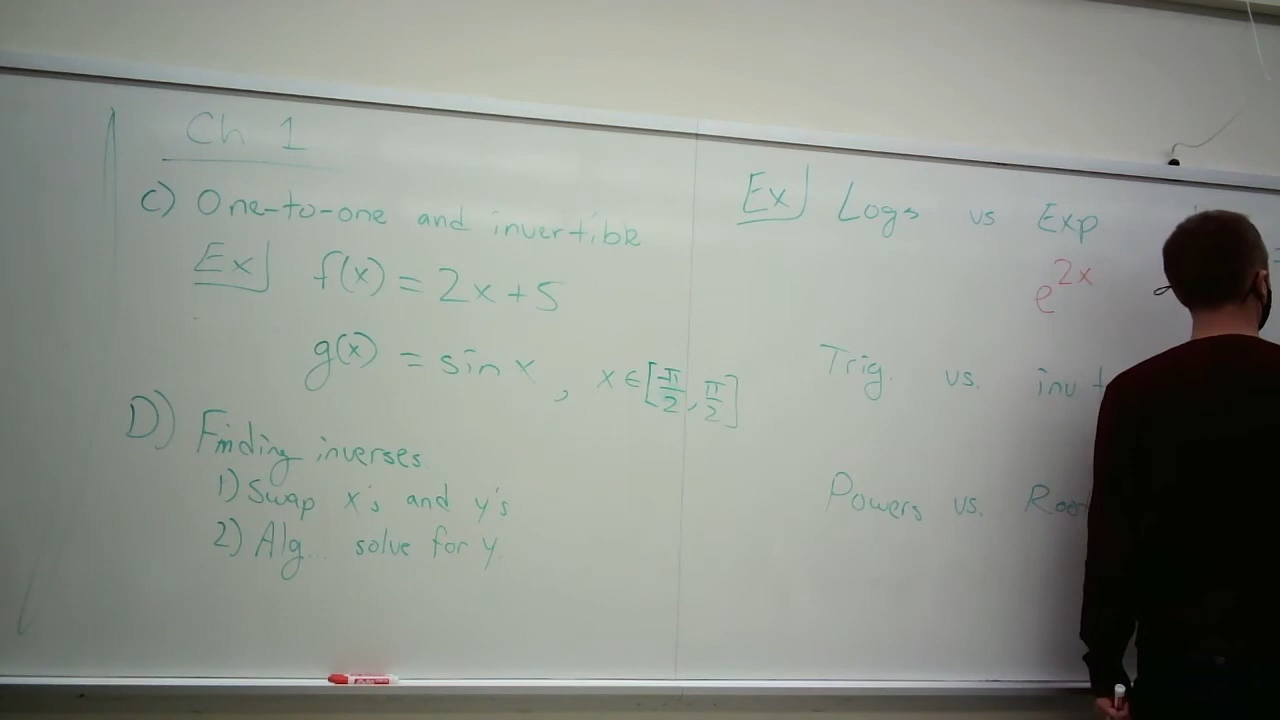 Ch 1
C) One-to-one and invertible
Ex] f(x) = 2x+5
g(x) = sin x , x ∈ [-π/2, π/2]
D) Finding inverses
1) Swap x's and y's
2) Alg... solve for y.
Ex] Logs vs Exp
e^2x
Trig. vs. inv
Powers vs.